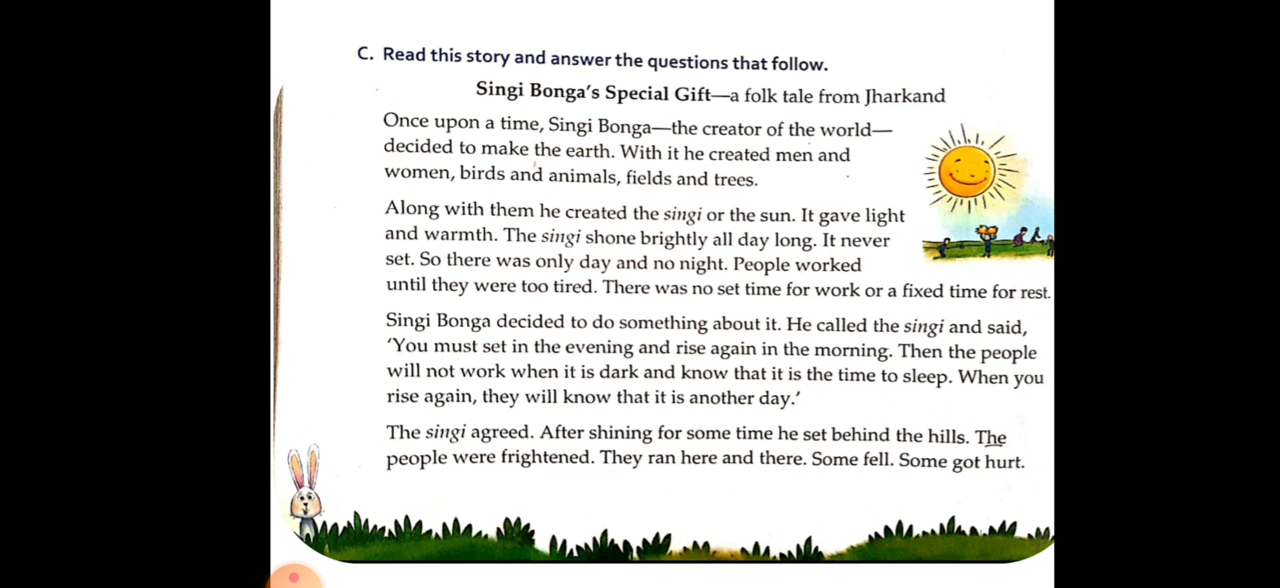 C. Read this story and answer the questions that follow.
Singi Bonga's Special Gift—a folk tale from Jharkand
Once upon a time, Singi Bonga—the creator of the world—
decided to make the earth. With it he created men and
women, birds and animals, fields and trees.
Along with them he created the singi or the sun. It gave light
and warmth. The singi shone brightly all day long. It never
set. So there was only day and no night. People worked
until they were too tired. There was no set time for work or a fixed time for rest.
Singi Bonga decided to do something about it. He called the singi and said,
‘You must set in the evening and rise again in the morning. Then the people
will not work when it is dark and know that it is the time to sleep. When you
rise again, they will know that it is another day.’
The singi agreed. After shining for some time he set behind the hills. The
people were frightened. They ran here and there. Some fell. Some got hurt.